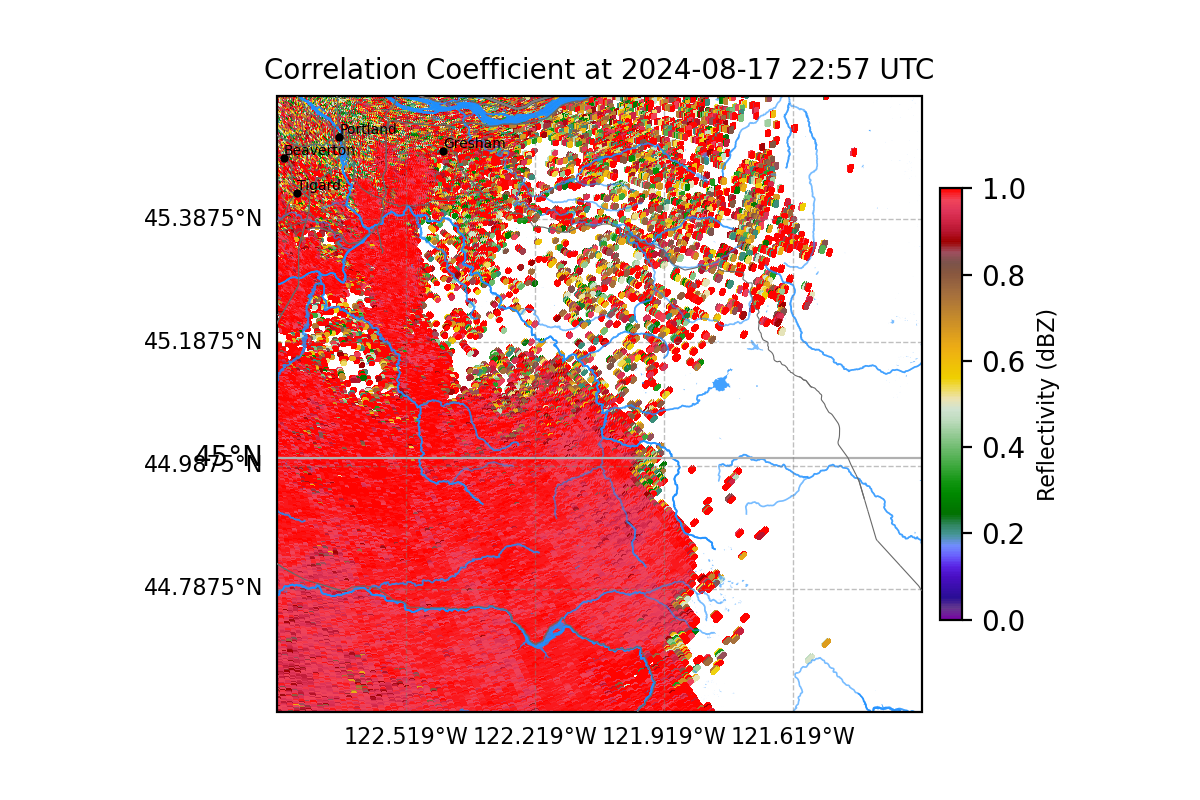 Correlation Coefficient at 2024-08-17 22:57 UTC
Portland
Beaverton
Gresham
Tigard
45.3875°N
45.1875°N
45°N
44.9875°N
44.7875°N
122.519°W 122.219°W 121.919°W 121.619°W
1.0
0.8
0.6
0.4
0.2
0.0
Reflectivity (dBZ)